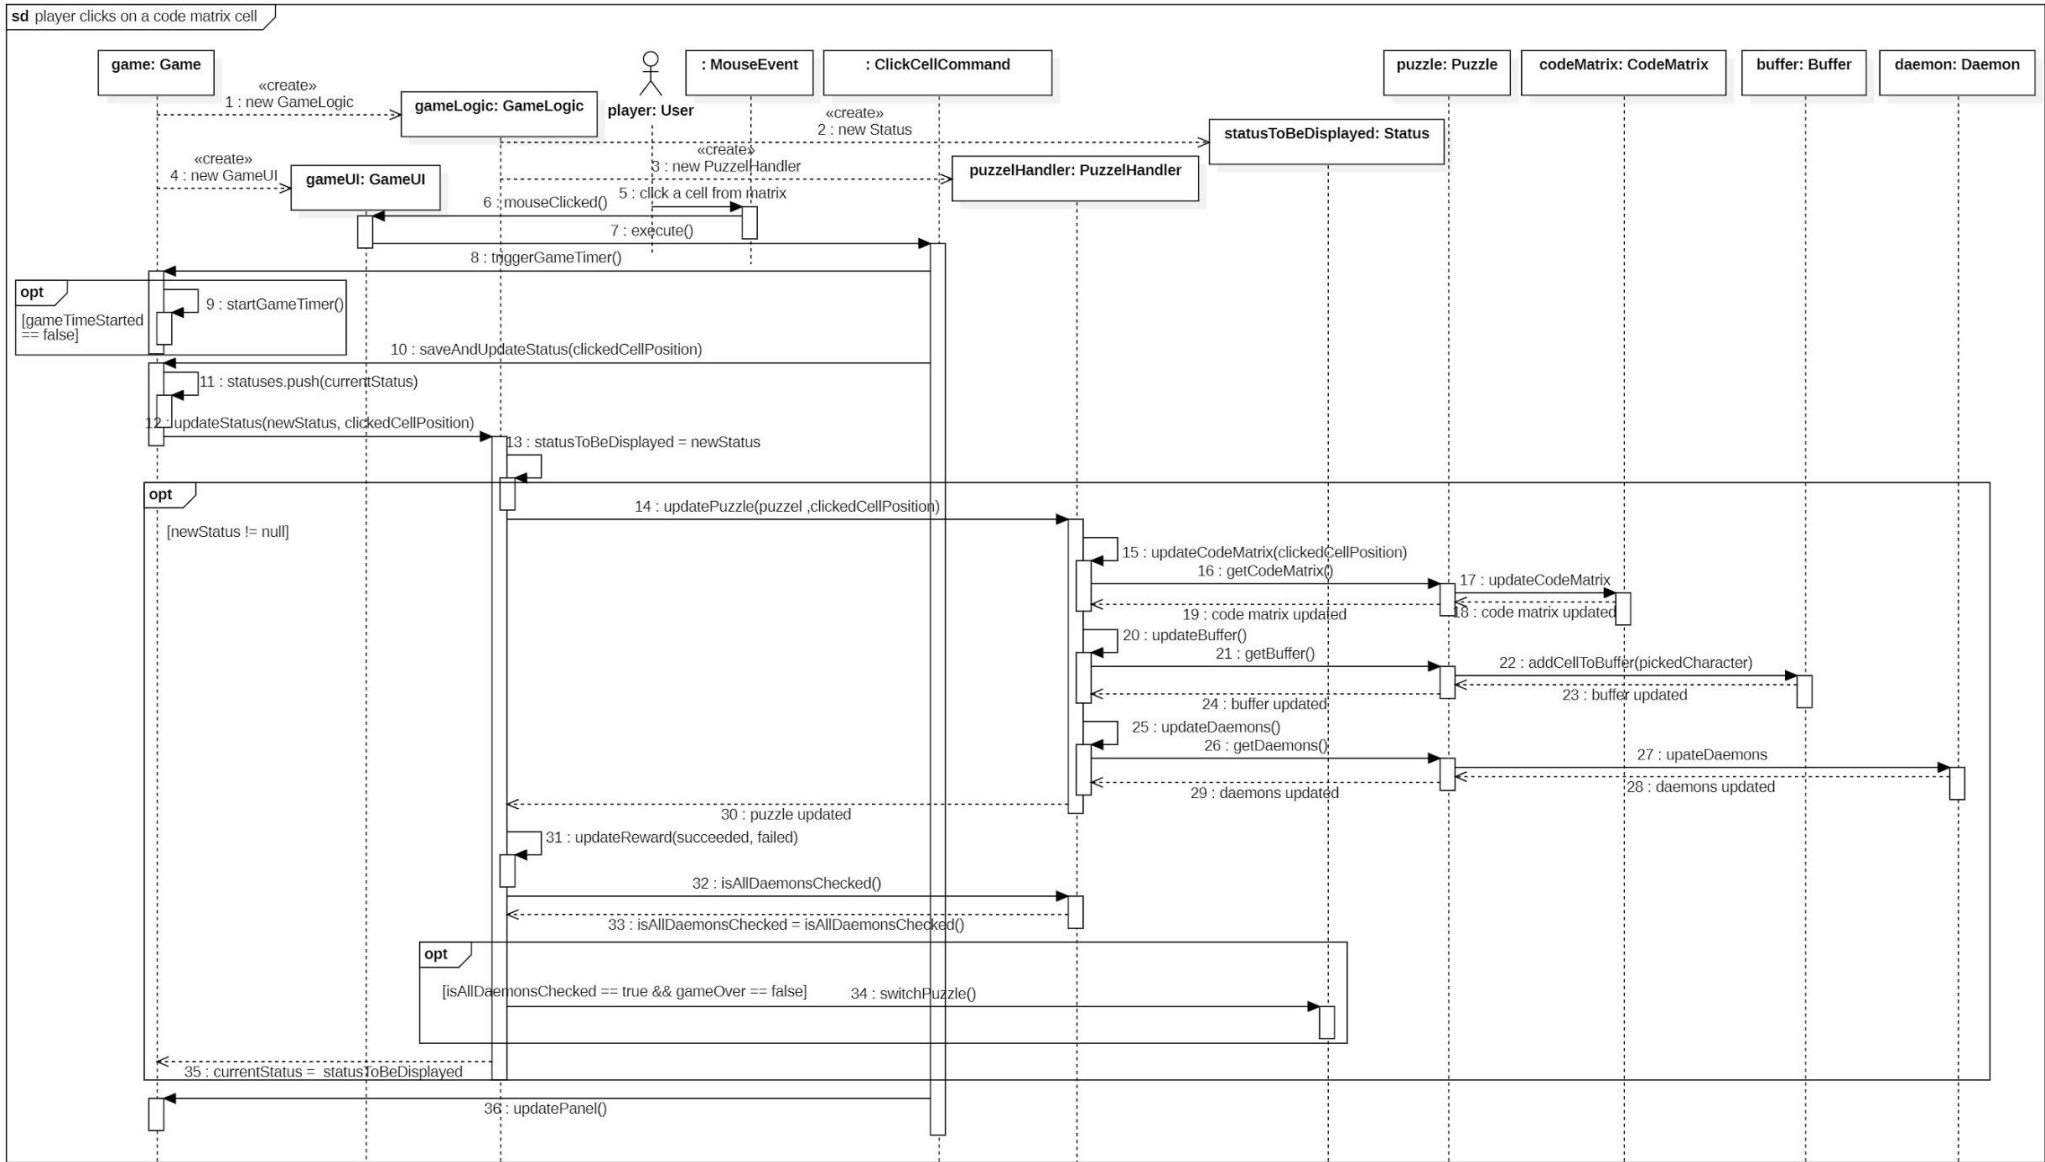 sd player clicks on a code matrix cell
game: Game
: MouseEvent
: ClickCellCommand
puzzle: Puzzle
codeMatrix: CodeMatrix
buffer: Buffer
daemon: Daemon
«create»
1 : new GameLogic
gameLogic: GameLogic
player: User
«create»
2 : new Status
statusToBeDisplayed: Status
«create»
3 : new PuzzelHandler
puzzelHandler: PuzzelHandler
«create»
4 : new GameUI
gameUI: GameUI
5 : click a cell from matrix
6 : mouseClicked()
7 : execute()
8 : triggerGameTimer()
opt
9 : startGameTimer()
[gameTimeStarted
== false]
10 : saveAndUpdateStatus(clickedCellPosition)
11 : statuses.push(currentStatus)
12 : updateStatus(newStatus, clickedCellPosition)
13 : statusToBeDisplayed = newStatus
opt
14 : updatePuzzle(puzzel ,clickedCellPosition)
[newStatus != null]
15 : updateCodeMatrix(clickedCellPosition)
16 : getCodeMatrix()
17 : updateCodeMatrix
18 : code matrix updated
19 : code matrix updated
20 : updateBuffer()
21 : getBuffer()
22 : addCellToBuffer(pickedCharacter)
23 : buffer updated
24 : buffer updated
25 : updateDaemons()
26 : getDaemons()
27 : upateDaemons
28 : daemons updated
29 : daemons updated
30 : puzzle updated
31 : updateReward(succeeded, failed)
32 : isAllDaemonsChecked()
33 : isAllDaemonsChecked = isAllDaemonsChecked()
opt
[isAllDaemonsChecked == true && gameOver == false]
34 : switchPuzzle()
35 : currentStatus = statusToBeDisplayed
36 : updatePanel()